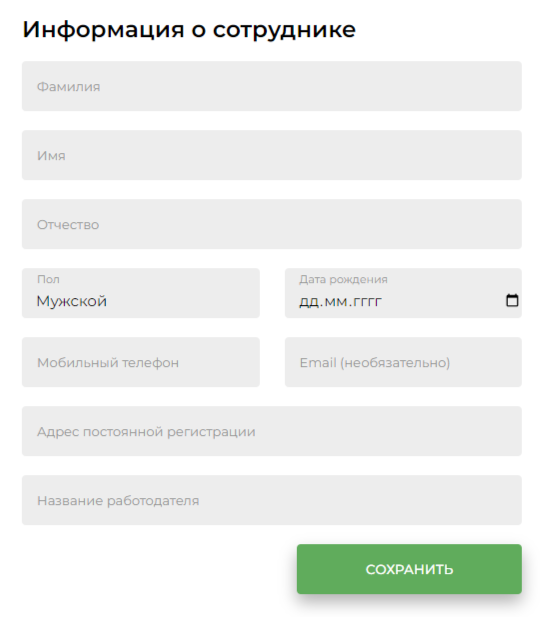 Информация о сотруднике
Фамилия
Имя
Отчество
Пол
Мужской
Дата рождения
дд.мм.гггг
Мобильный телефон
Email (необязательно)
Адрес постоянной регистрации
Название работодателя
СОХРАНИТЬ